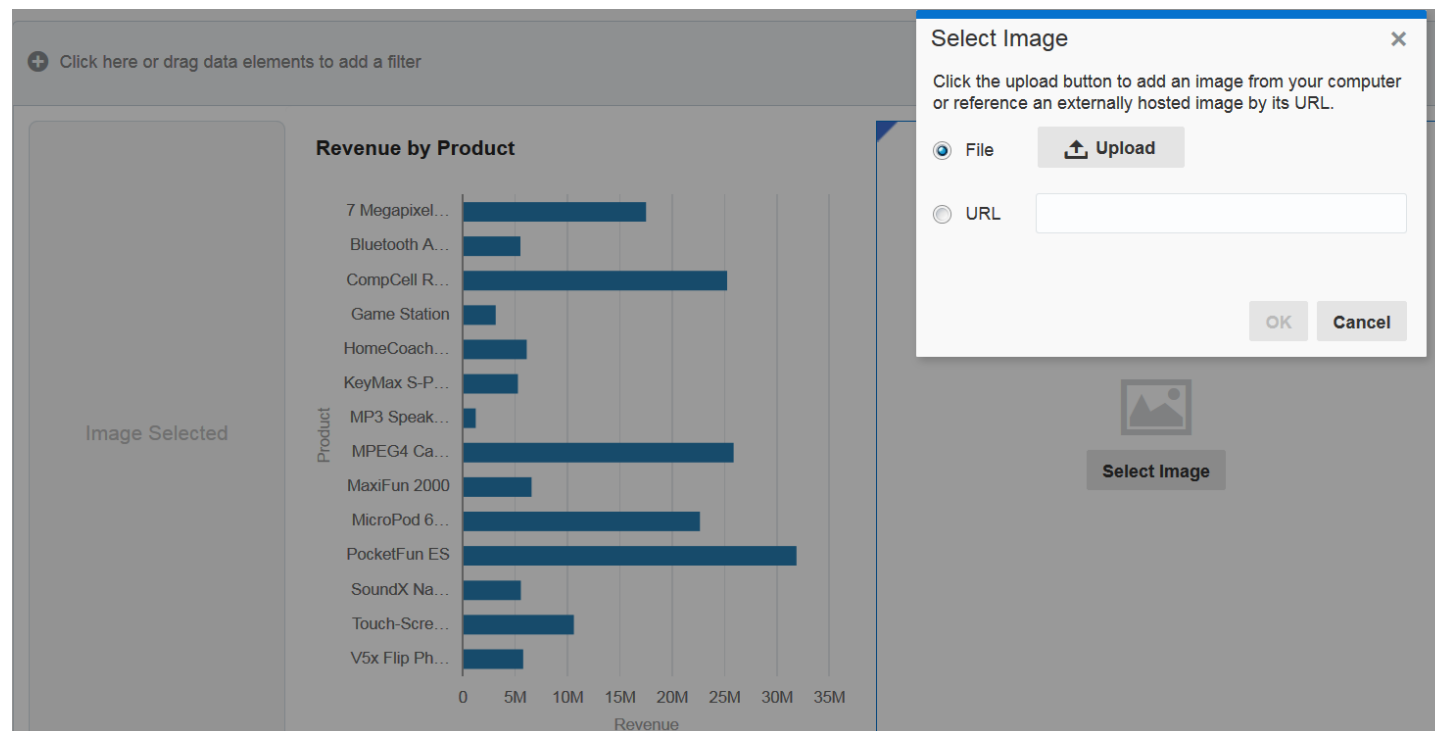 Click here or drag data elements to add a filter
Image Selected
Revenue by Product
7 Megapixel...
Bluetooth A...
CompCell R...
Game Station
HomeCoach...
KeyMax S-P...
MP3 Speak...
MPEG4 Ca...
MaxiFun 2000
MicroPod 6...
PocketFun ES
SoundX Na...
Touch-Scre...
V5x Flip Ph...
Product
0 5M 10M 15M 20M 25M 30M 35M
Revenue
Select Image
Click the upload button to add an image from your computer
or reference an externally hosted image by its URL.
File Upload
URL
OK Cancel
Select Image